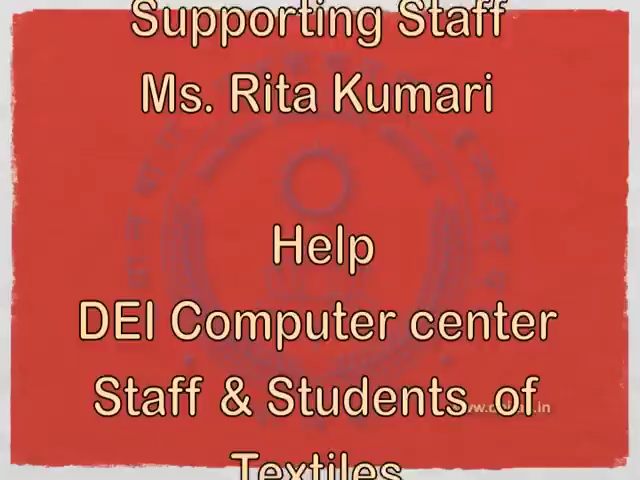 Supporting Staff
Ms. Rita Kumari
Help
DEI Computer center
Staff & Students of
Textiles